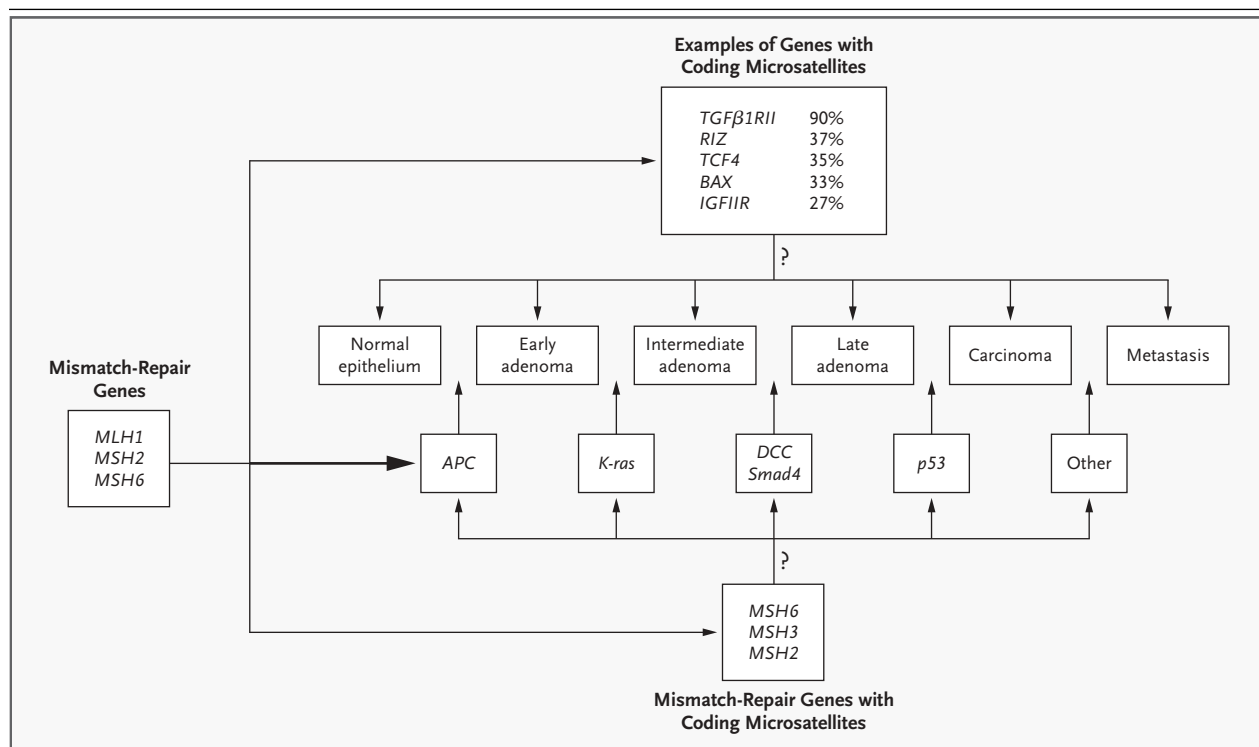 Examples of Genes with
Coding Microsatellites
TGFβ1RII 90%
RIZ 37%
TCF4 35%
BAX 33%
IGFIIR 27%
?
Normal
epithelium
Early
adenoma
Intermediate
adenoma
Late
adenoma
Carcinoma
Metastasis
Mismatch-Repair
Genes
MLH1
MSH2
MSH6
APC
K-ras
DCC
Smad4
p53
Other
?
MSH6
MSH3
MSH2
Mismatch-Repair Genes with
Coding Microsatellites